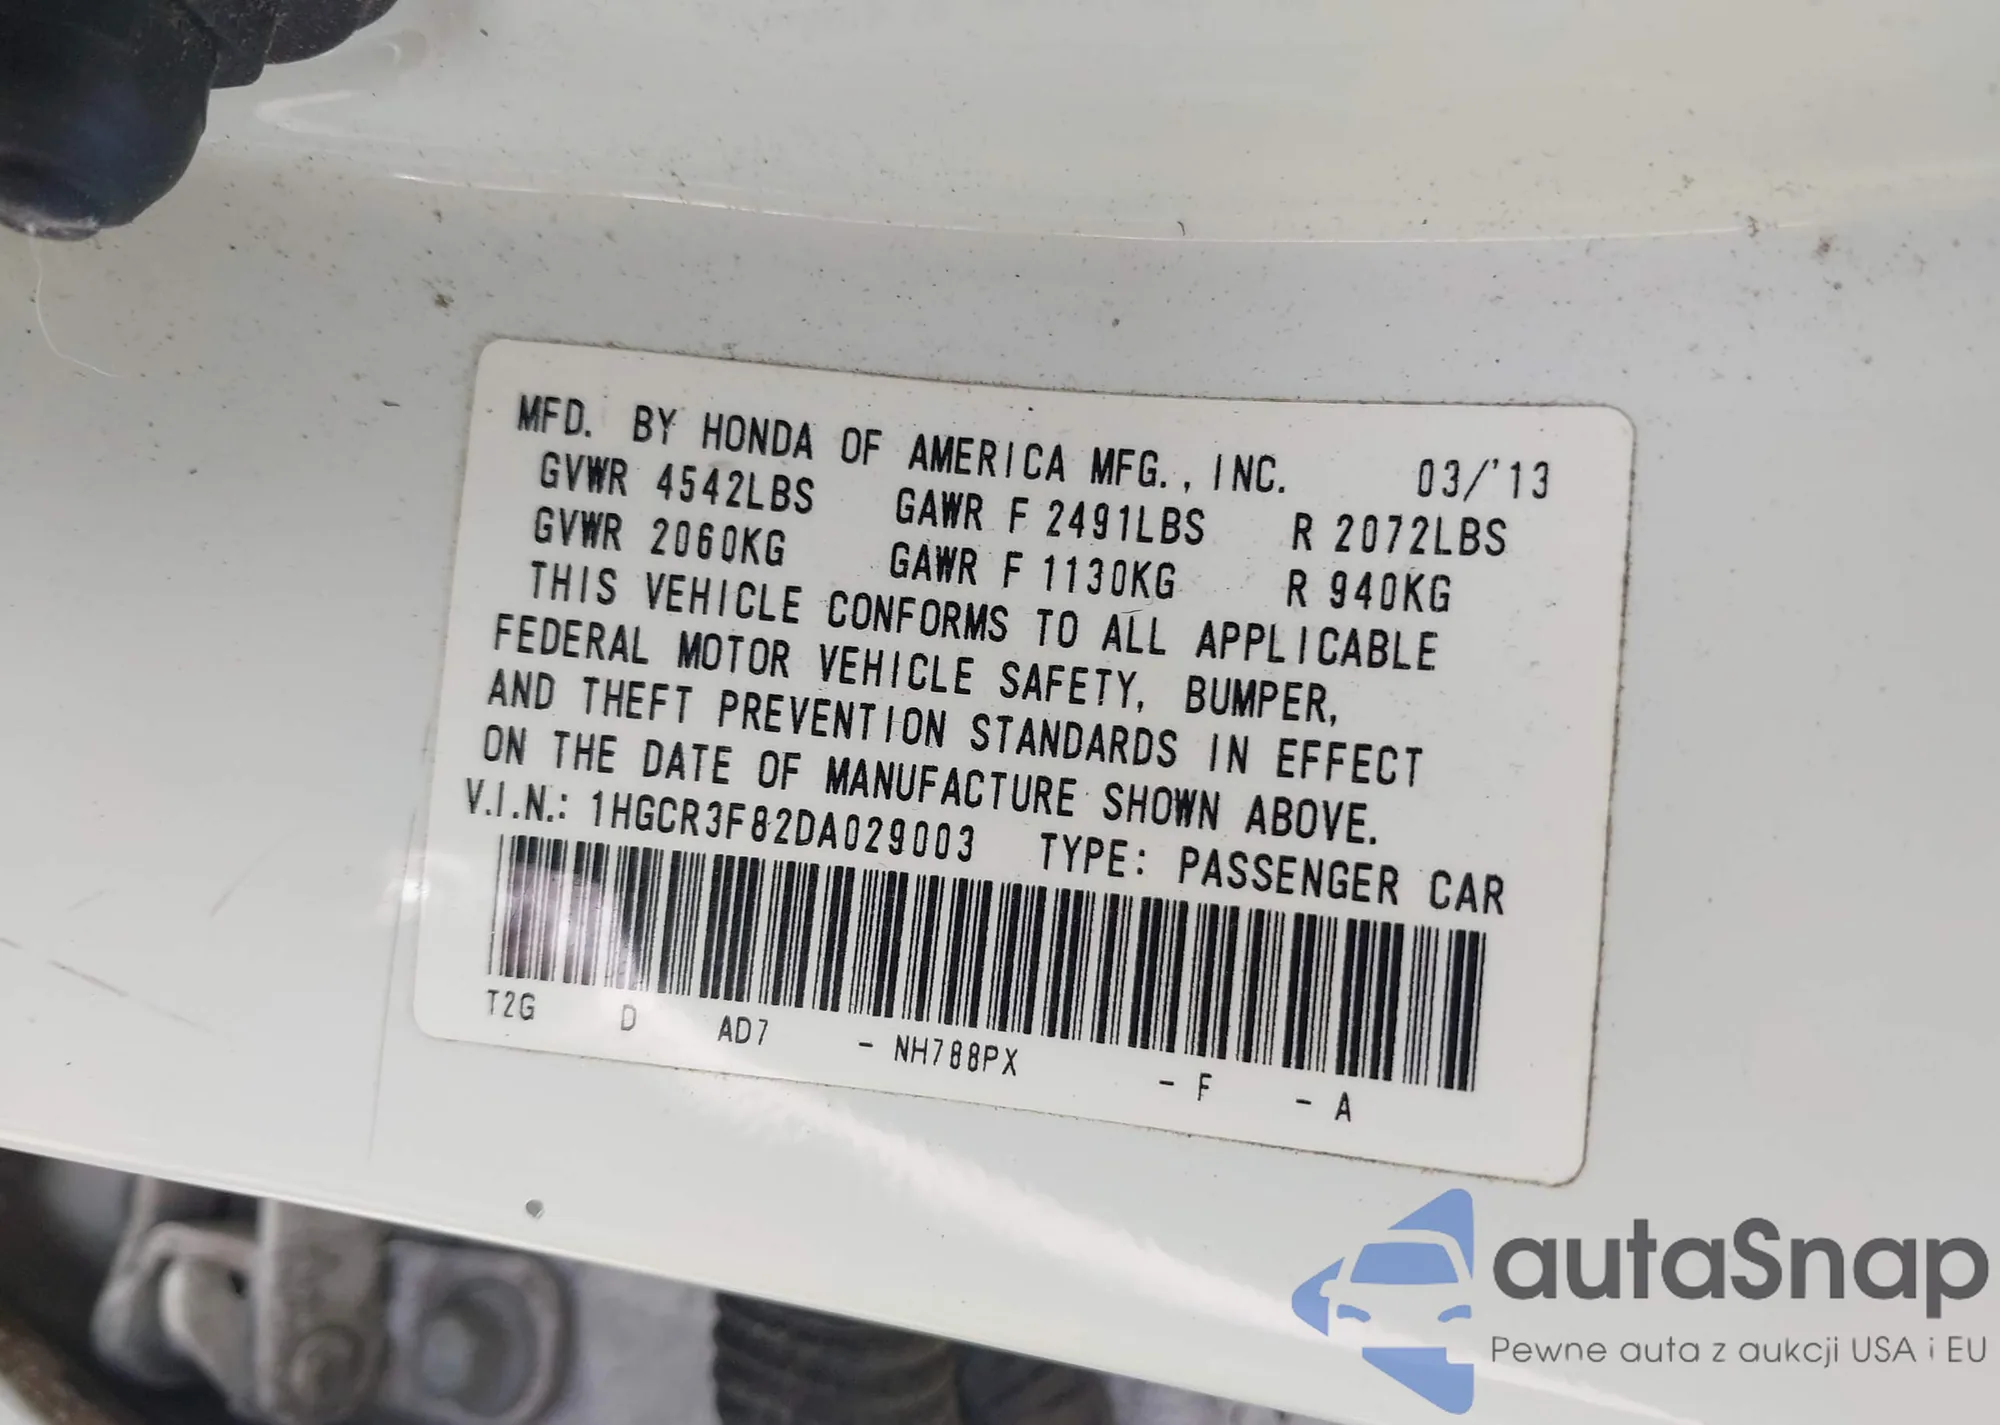 MFD. BY HONDA OF AMERICA MFG., INC. 03/'13
GVWR 4542LBS GAWR F 2491LBS R 2072LBS
GVWR 2060KG GAWR F 1130KG R 940KG
THIS VEHICLE CONFORMS TO ALL APPLICABLE
FEDERAL MOTOR VEHICLE SAFETY, BUMPER,
AND THEFT PREVENTION STANDARDS IN EFFECT
ON THE DATE OF MANUFACTURE SHOWN ABOVE.
V.I.N.: 1HGCR3F82DA029003 TYPE: PASSENGER CAR
T2G D AD7 - NH788PX - F - A
autaSnap
Pewne auta z aukcji USA i EU